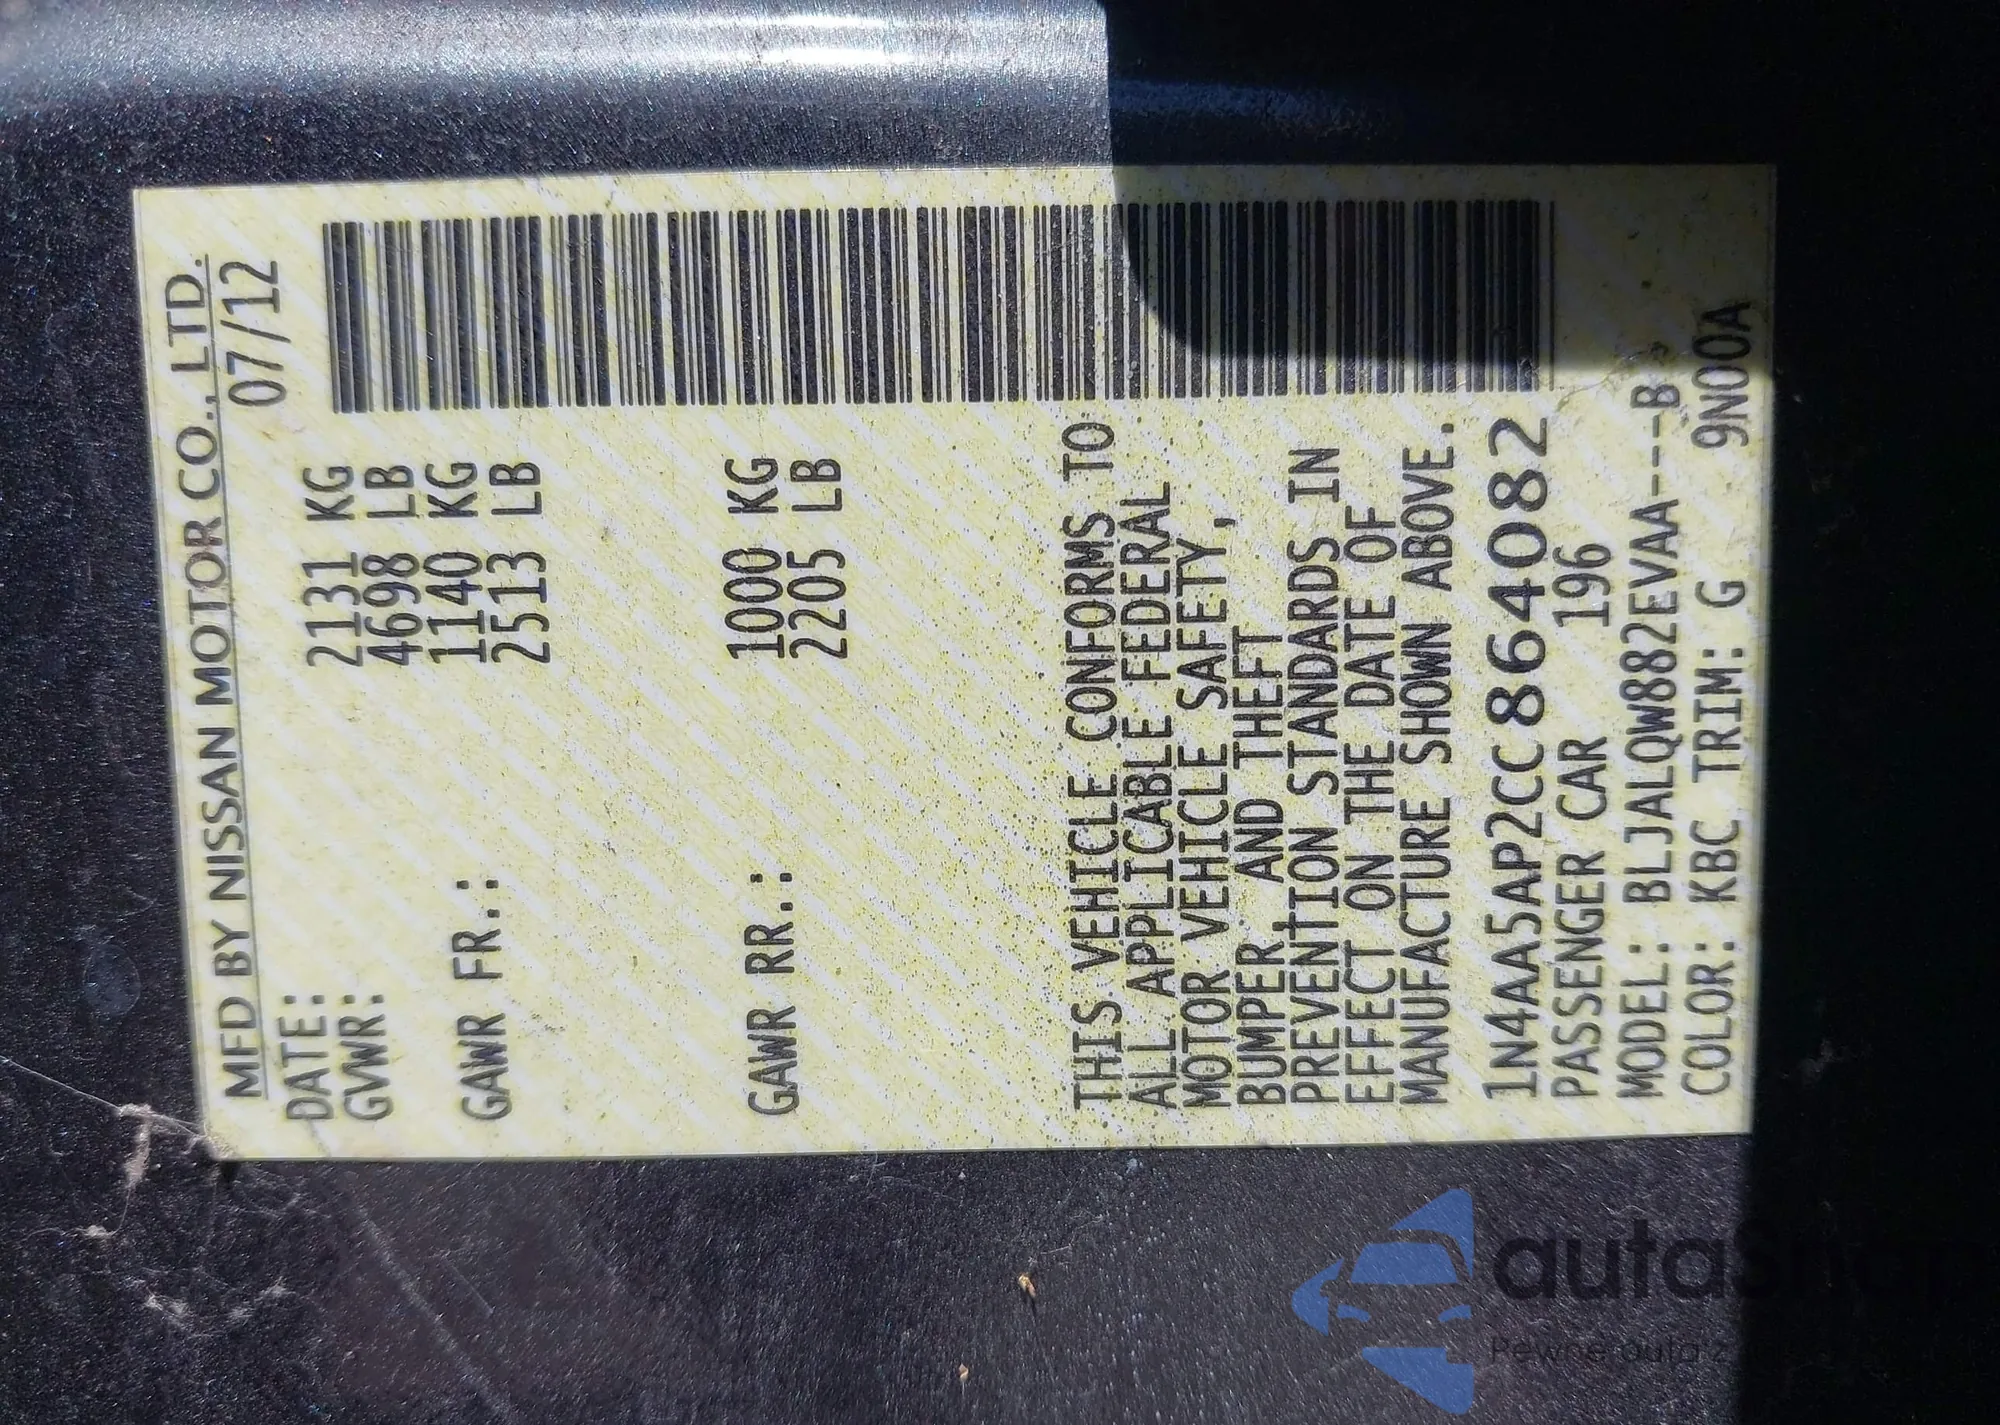 MFD BY NISSAN MOTOR CO., LTD.
DATE: 07/12
GVWR: 2131 KG
4698 LB
GAWR FR.: 1140 KG
2513 LB
GAWR RR.: 1000 KG
2205 LB
THIS VEHICLE CONFORMS TO
ALL APPLICABLE FEDERAL
MOTOR VEHICLE SAFETY,
BUMPER AND THEFT
PREVENTION STANDARDS IN
EFFECT ON THE DATE OF
MANUFACTURE SHOWN ABOVE.
1N4AA5AP2CC864082
PASSENGER CAR 196
MODEL: BLJALQW882EVAA----B
COLOR: KBC TRIM: G 9N00A
Pewne auta z